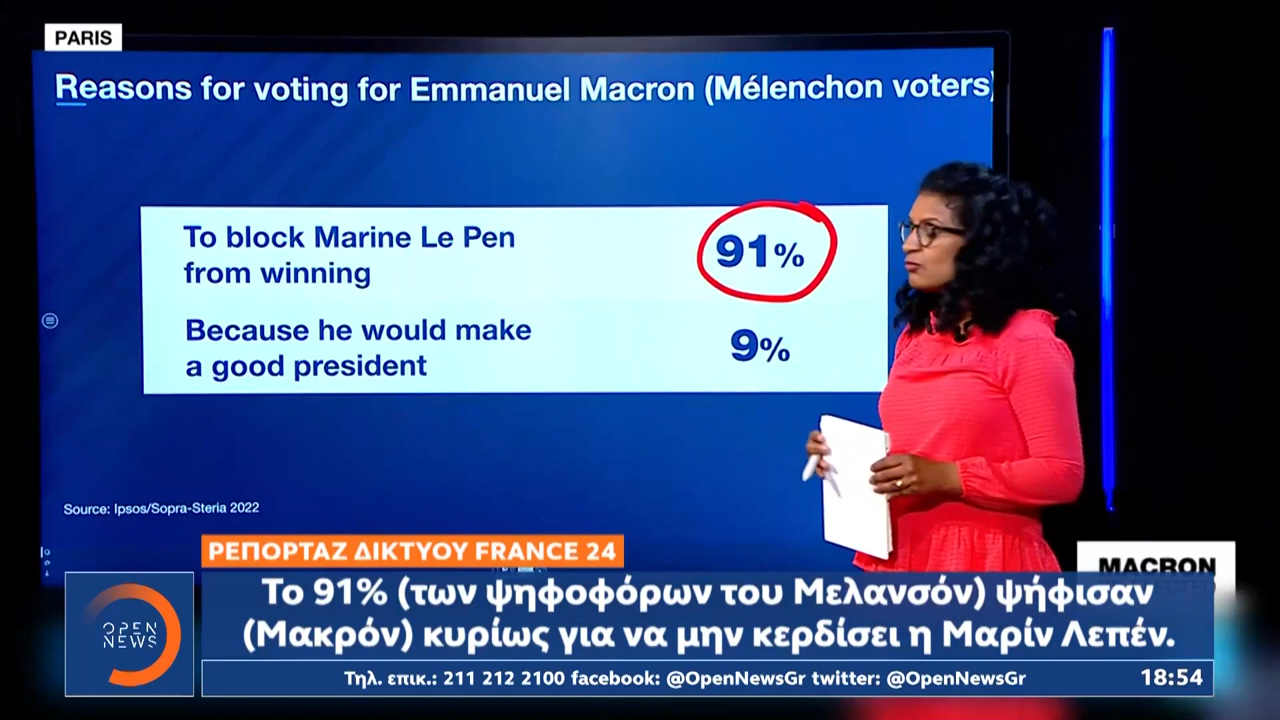 PARIS
Reasons for voting for Emmanuel Macron (Mélenchon voters)
To block Marine Le Pen
from winning
91%
Because he would make
a good president
9%
Source: Ipsos/Sopra-Steria 2022
ΡΕΠΟΡΤΑΖ ΔΙΚΤΥΟΥ FRANCE 24
MACRON
Το 91% (των ψηφοφόρων του Μελανσόν) ψήφισαν
(Μακρόν) κυρίως για να μην κερδίσει η Μαρίν Λεπέν.
OPEN
NEWS
Τηλ. επικ.: 211 212 2100 facebook: @OpenNewsGr twitter: @OpenNewsGr
18:54